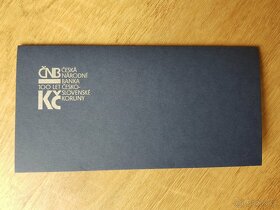 ČNB ČESKÁ
NÁRODNÍ
BANKA
100 LET ČESKO-
Kč SLOVENSKÉ
KORUNY